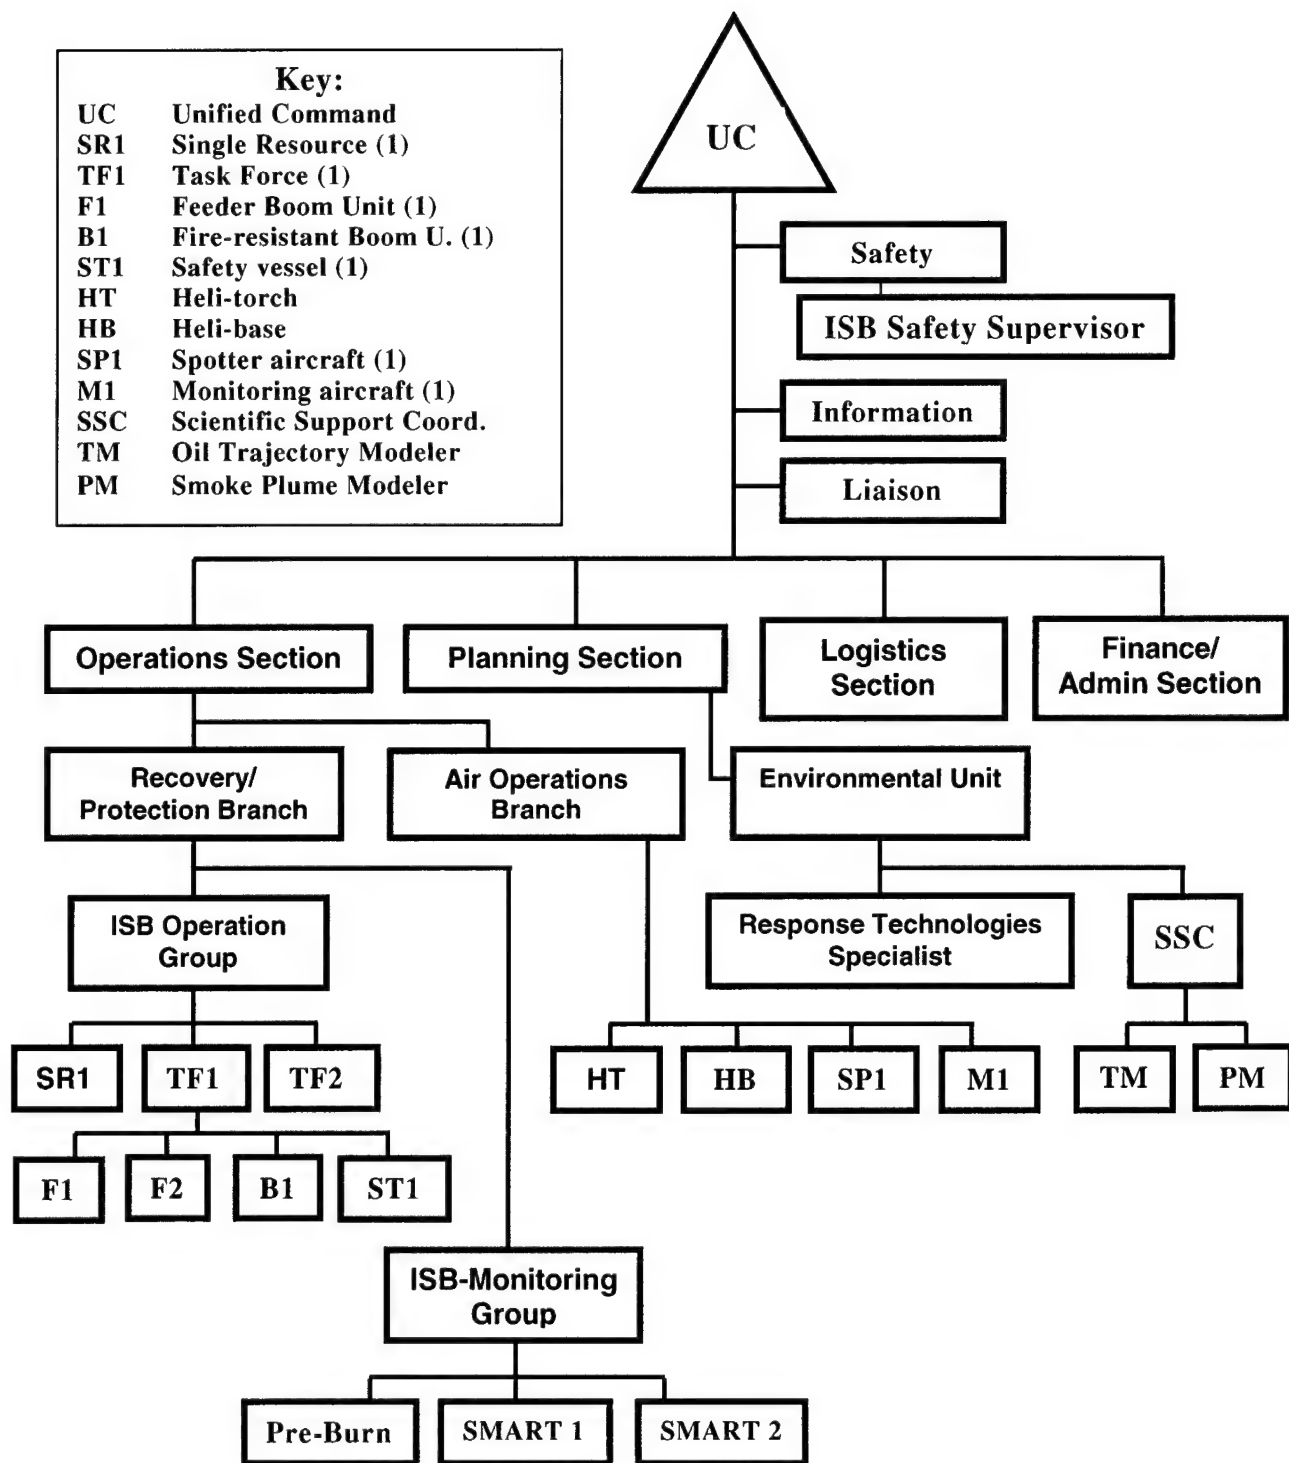 Key:
UC Unified Command
SR1 Single Resource (1)
TF1 Task Force (1)
F1 Feeder Boom Unit (1)
B1 Fire-resistant Boom U. (1)
ST1 Safety vessel (1)
HT Heli-torch
HB Heli-base
SP1 Spotter aircraft (1)
M1 Monitoring aircraft (1)
SSC Scientific Support Coord.
TM Oil Trajectory Modeler
PM Smoke Plume Modeler
UC
Safety
ISB Safety Supervisor
Information
Liaison
Operations Section
Planning Section
Logistics
Section
Finance/
Admin Section
Recovery/
Protection Branch
Air Operations
Branch
Environmental Unit
ISB Operation
Group
Response Technologies
Specialist
SSC
SR1
TF1
TF2
HT
HB
SP1
M1
TM
PM
F1
F2
B1
ST1
ISB-Monitoring
Group
Pre-Burn
SMART 1
SMART 2